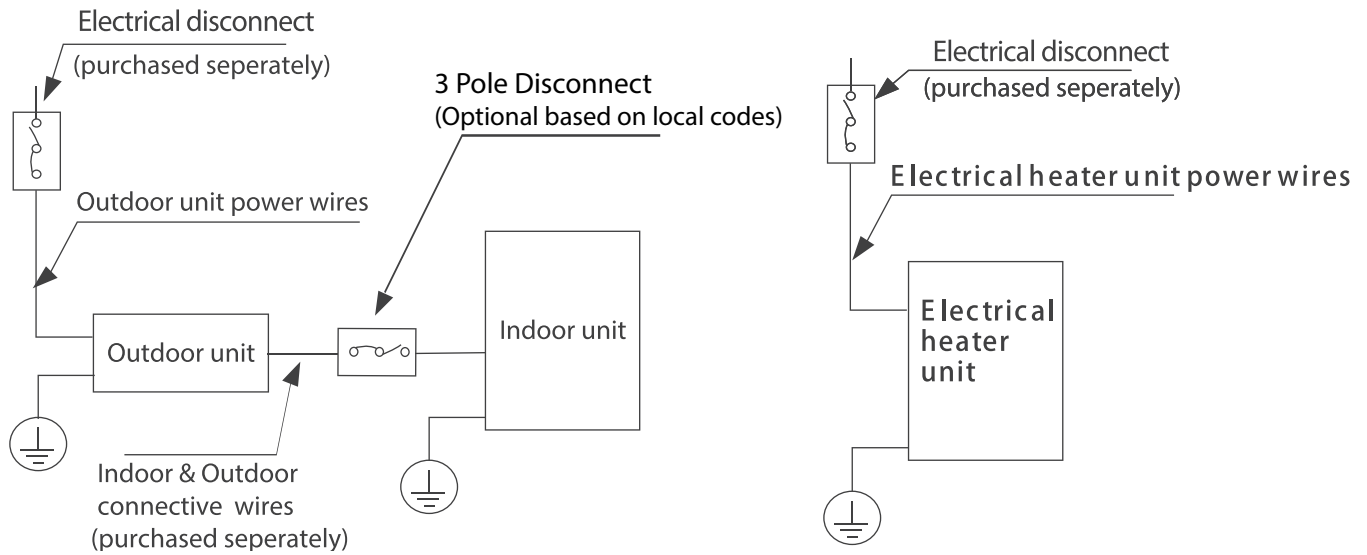 Electrical disconnect
(purchased seperately)
3 Pole Disconnect
(Optional based on local codes)
Outdoor unit power wires
Outdoor unit
Indoor unit
Indoor & Outdoor
connective wires
(purchased seperately)
Electrical disconnect
(purchased seperately)
Electrical heater unit power wires
Electrical
heater
unit